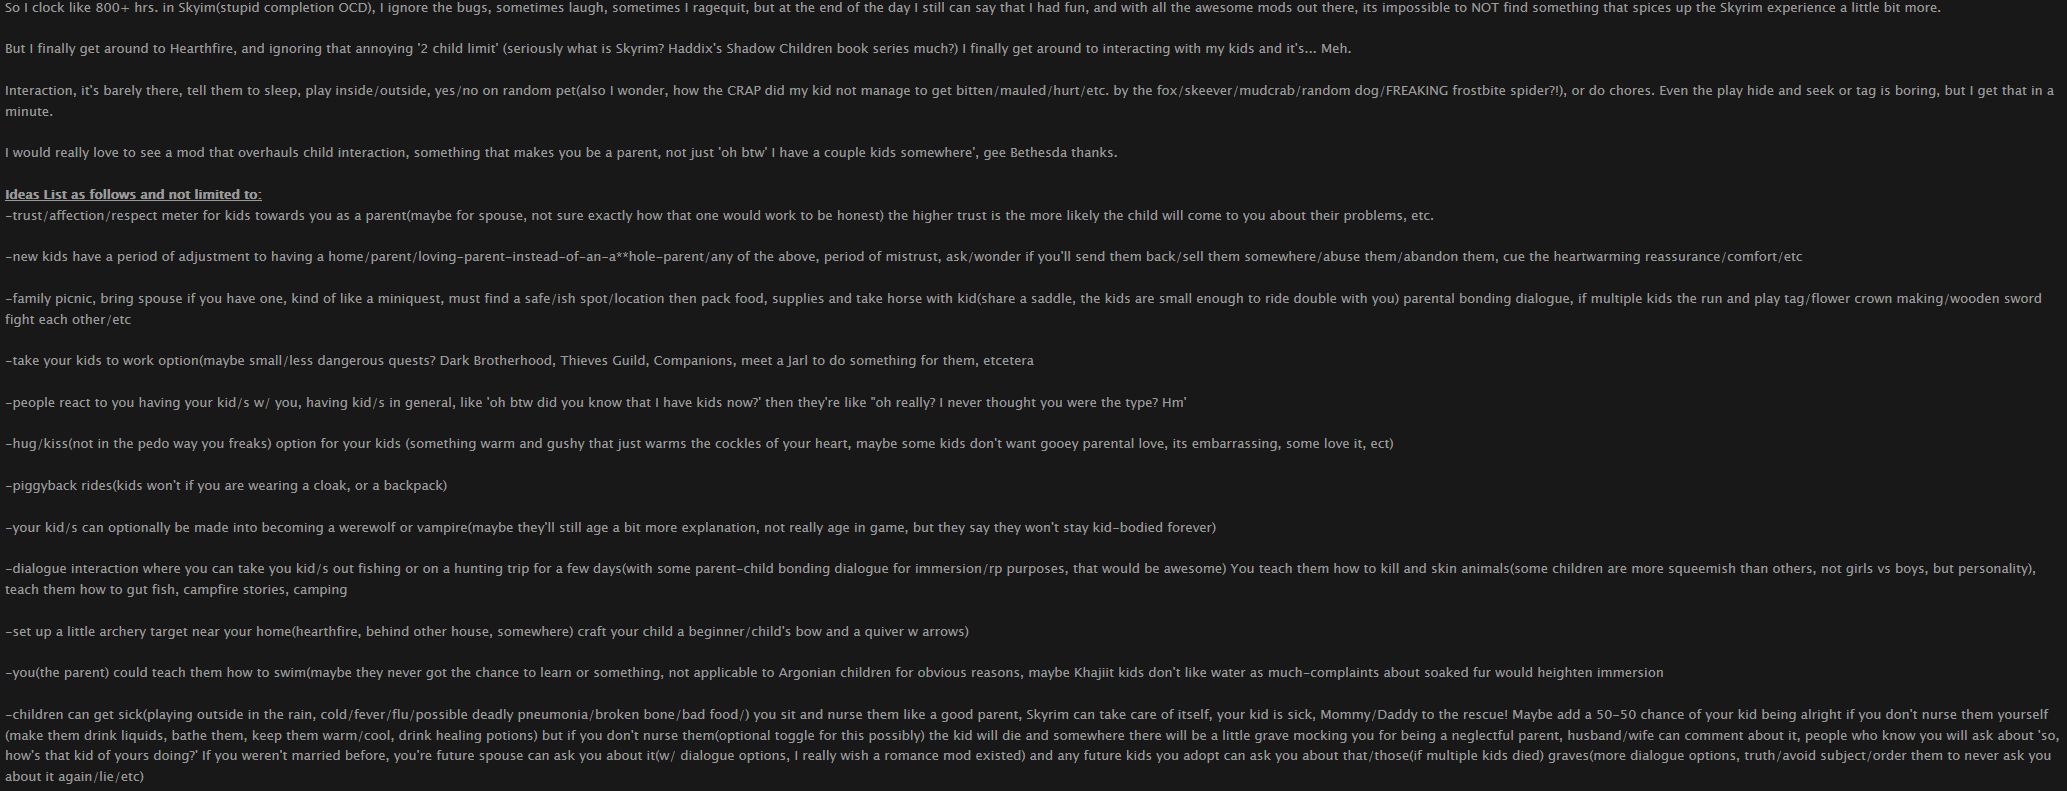 So I clock like 800+ hrs. in Skyim(stupid completion OCD), I ignore the bugs, sometimes laugh, sometimes I ragequit, but at the end of the day I still can say that I had fun, and with all the awesome mods out there, its impossible to NOT find something that spices up the Skyrim experience a little bit more.
But I finally get around to Hearthfire, and ignoring that annoying '2 child limit' (seriously what is Skyrim? Haddix's Shadow Children book series much?) I finally get around to interacting with my kids and it's... Meh.
Interaction, it's barely there, tell them to sleep, play inside/outside, yes/no on random pet(also I wonder, how the CRAP did my kid not manage to get bitten/mauled/hurt/etc. by the fox/skeever/mudcrab/random dog/FREAKING frostbite spider?!), or do chores. Even the play hide and seek or tag is boring, but I get that in a
minute.
I would really love to see a mod that overhauls child interaction, something that makes you be a parent, not just 'oh btw' I have a couple kids somewhere', gee Bethesda thanks.
Ideas List as follows and not limited to:
-trust/affection/respect meter for kids towards you as a parent(maybe for spouse, not sure exactly how that one would work to be honest) the higher trust is the more likely the child will come to you about their problems, etc.
-new kids have a period of adjustment to having a home/parent/loving-parent-instead-of-an-a**hole-parent/any of the above, period of mistrust, ask/wonder if you'll send them back/sell them somewhere/abuse them/abandon them, cue the heartwarming reassurance/comfort/etc
-family picnic, bring spouse if you have one, kind of like a miniquest, must find a safe/ish spot/location then pack food, supplies and take horse with kid(share a saddle, the kids are small enough to ride double with you) parental bonding dialogue, if multiple kids the run and play tag/flower crown making/wooden sword
fight each other/etc
-take your kids to work option(maybe small/less dangerous quests? Dark Brotherhood, Thieves Guild, Companions, meet a Jarl to do something for them, etcetera
-people react to you having your kid/s w/ you, having kid/s in general, like 'oh btw did you know that I have kids now?' then they're like "oh really? I never thought you were the type? Hm'
-hug/kiss(not in the pedo way you freaks) option for your kids (something warm and gushy that just warms the cockles of your heart, maybe some kids don't want gooey parental love, its embarrassing, some love it, ect)
-piggyback rides(kids won't if you are wearing a cloak, or a backpack)
-your kid/s can optionally be made into becoming a werewolf or vampire(maybe they'll still age a bit more explanation, not really age in game, but they say they won't stay kid-bodied forever)
-dialogue interaction where you can take you kid/s out fishing or on a hunting trip for a few days(with some parent-child bonding dialogue for immersion/rp purposes, that would be awesome) You teach them how to kill and skin animals(some children are more squeemish than others, not girls vs boys, but personality),
teach them how to gut fish, campfire stories, camping
-set up a little archery target near your home(hearthfire, behind other house, somewhere) craft your child a beginner/child's bow and a quiver w arrows)
-you(the parent) could teach them how to swim(maybe they never got the chance to learn or something, not applicable to Argonian children for obvious reasons, maybe Khajiit kids don't like water as much-complaints about soaked fur would heighten immersion
-children can get sick(playing outside in the rain, cold/fever/flu/possible deadly pneumonia/broken bone/bad food/) you sit and nurse them like a good parent, Skyrim can take care of itself, your kid is sick, Mommy/Daddy to the rescue! Maybe add a 50-50 chance of your kid being alright if you don't nurse them yourself
(make them drink liquids, bathe them, keep them warm/cool, drink healing potions) but if you don't nurse them(optional toggle for this possibly) the kid will die and somewhere there will be a little grave mocking you for being a neglectful parent, husband/wife can comment about it, people who know you will ask about 'so,
how's that kid of yours doing?' If you weren't married before, you're future spouse can ask you about it(w/ dialogue options, I really wish a romance mod existed) and any future kids you adopt can ask you about that/those(if multiple kids died) graves(more dialogue options, truth/avoid subject/order them to never ask you
about it again/lie/etc)